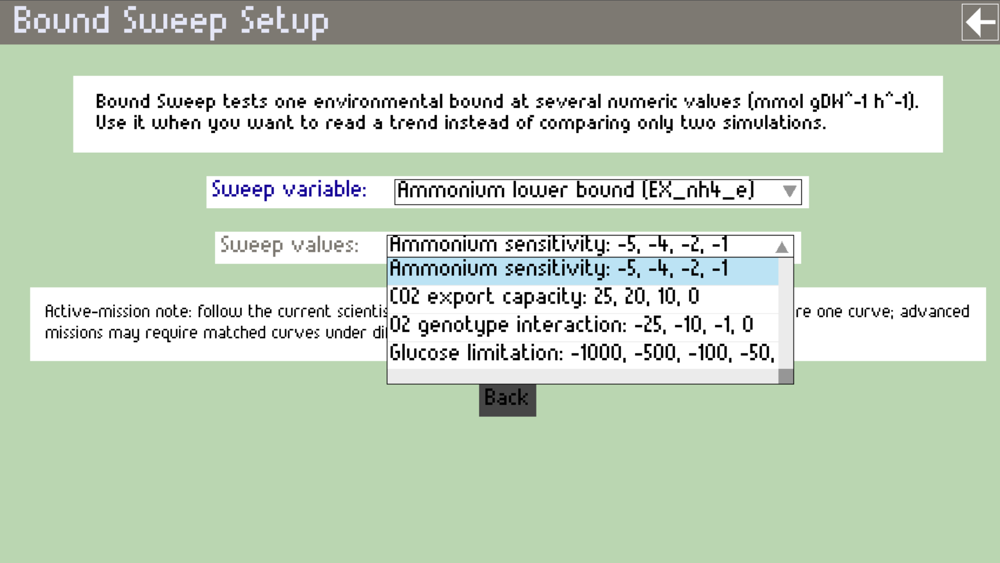 Bound Sweep Setup
Bound Sweep tests one environmental bound at several numeric values (mmol gDW^-1 h^-1).
Use it when you want to read a trend instead of comparing only two simulations.
Sweep variable: Ammonium lower bound (EX_nh4_e)
Sweep values: Ammonium sensitivity: -5, -4, -2, -1
Ammonium sensitivity: -5, -4, -2, -1
CO2 export capacity: 25, 20, 10, 0
O2 genotype interaction: -25, -10, -1, 0
Glucose limitation: -1000, -500, -100, -50,
Active-mission note: follow the current scientis re one curve; advanced
missions may require matched curves under di
Back